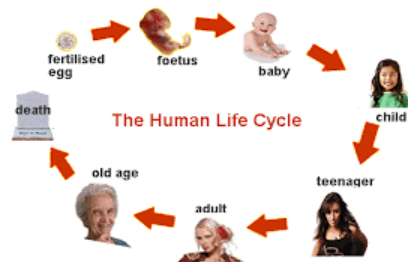 fertilised
egg
foetus
baby
child
teenager
adult
old age
death
The Human Life Cycle